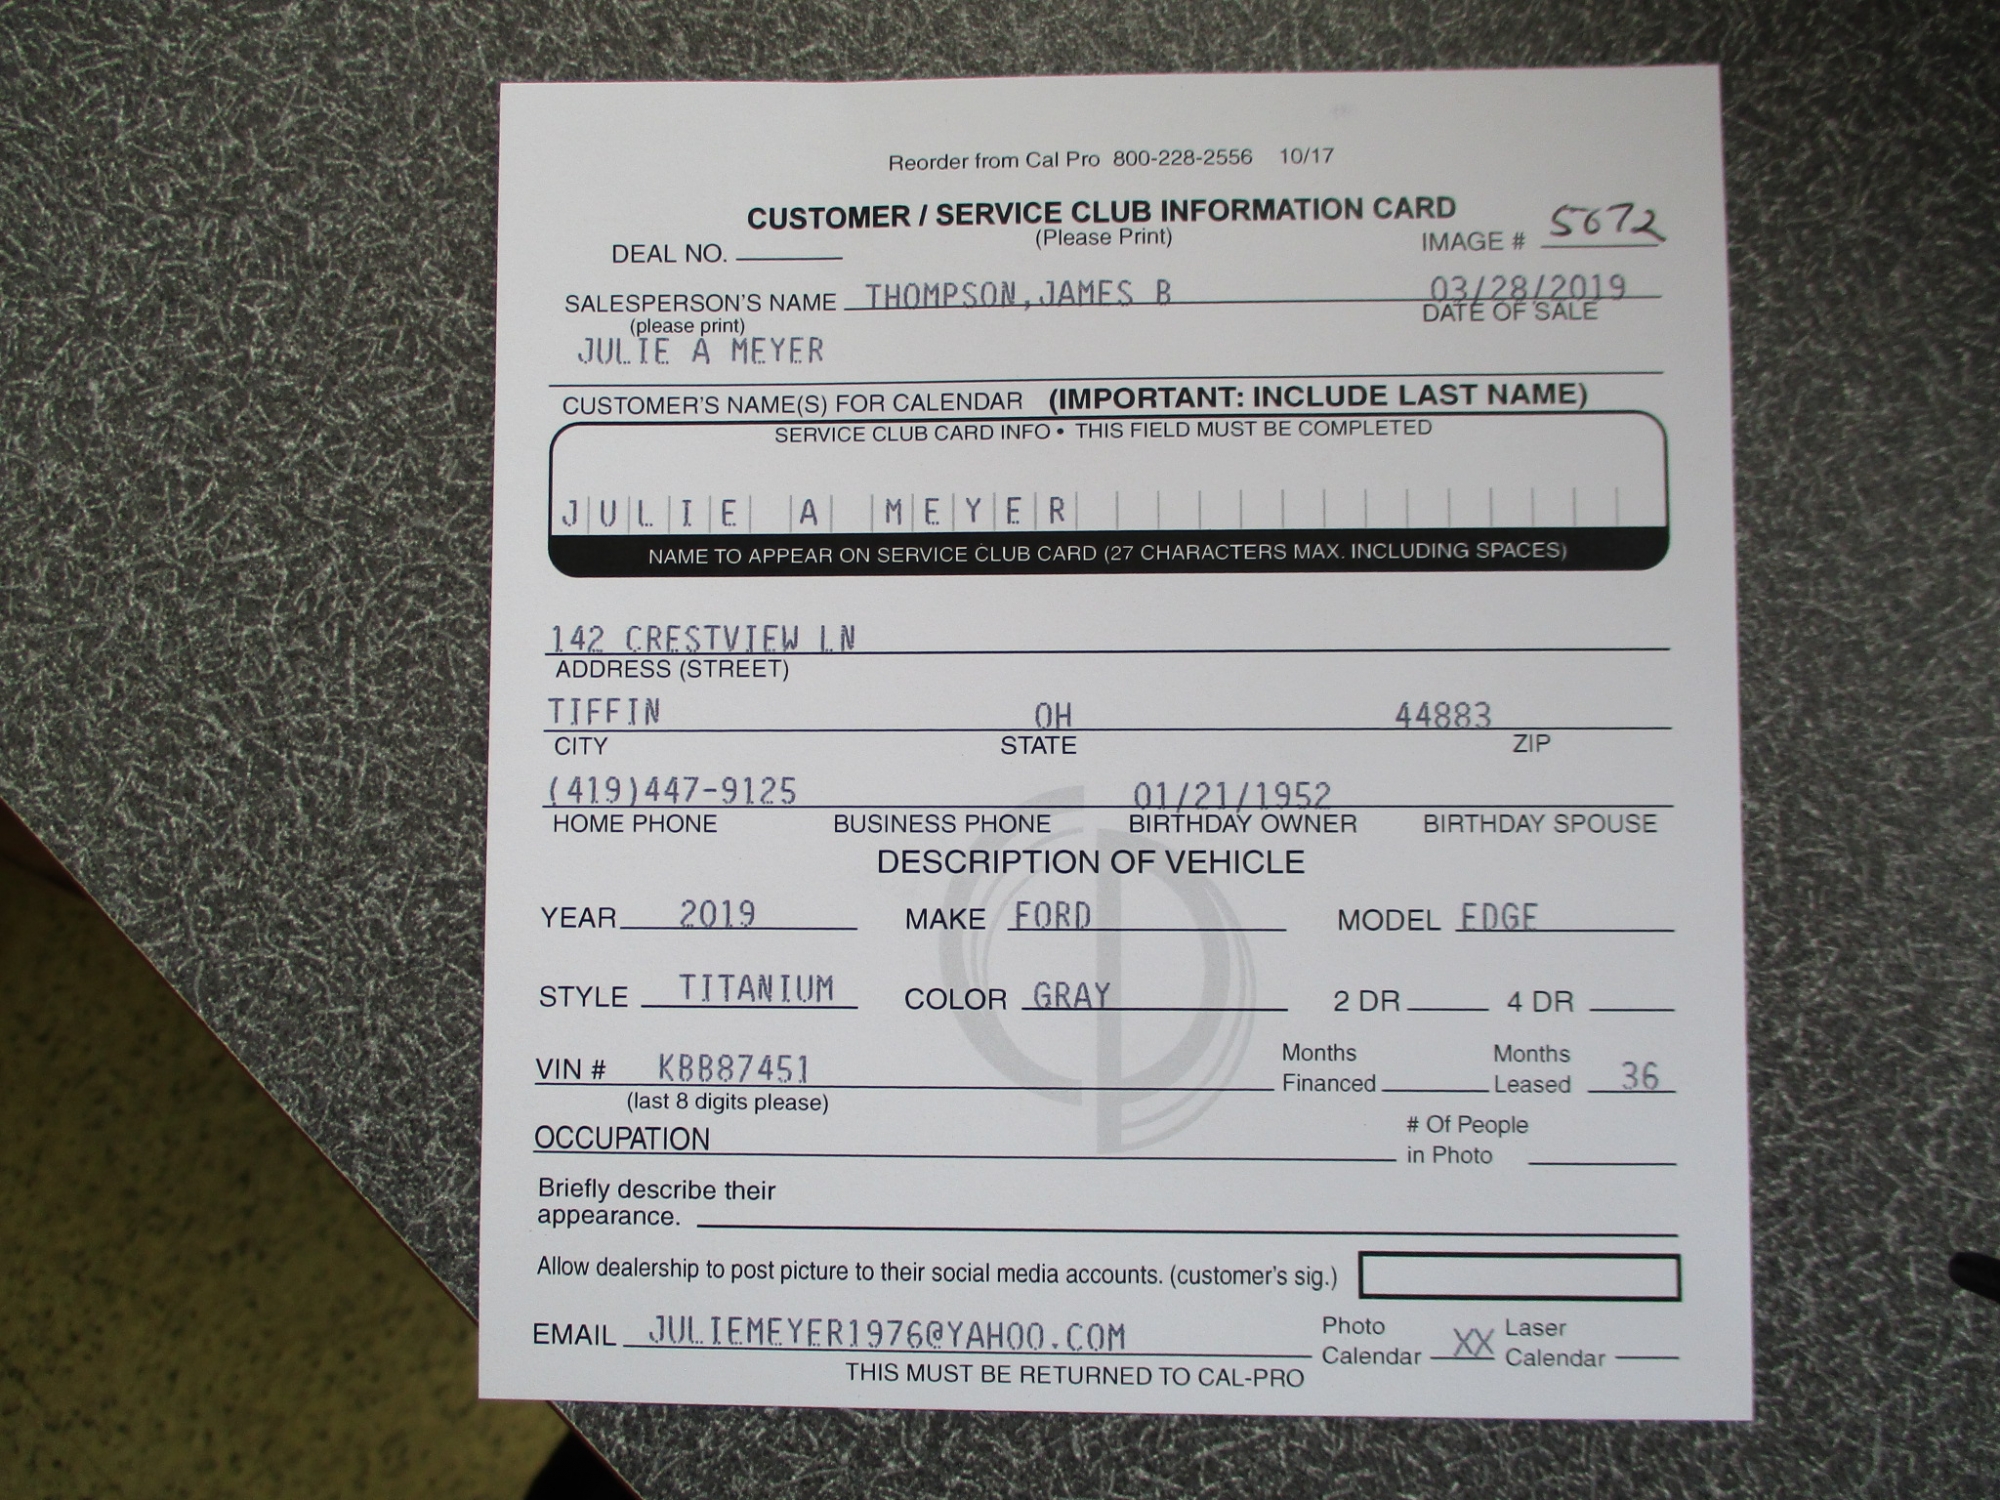 Reorder from Cal Pro 800-228-2556 10/17
CUSTOMER / SERVICE CLUB INFORMATION CARD
(Please Print)
DEAL NO.
IMAGE # 5672
SALESPERSON'S NAME THOMPSON,JAMES B 03/28/2019
(please print) DATE OF SALE
JULIE A MEYER
CUSTOMER'S NAME(S) FOR CALENDAR (IMPORTANT: INCLUDE LAST NAME)
SERVICE CLUB CARD INFO • THIS FIELD MUST BE COMPLETED
JULIE A MEYER
NAME TO APPEAR ON SERVICE CLUB CARD (27 CHARACTERS MAX. INCLUDING SPACES)
142 CRESTVIEW LN
ADDRESS (STREET)
TIFFIN OH 44883
CITY STATE ZIP
(419)447-9125 01/21/1952
HOME PHONE BUSINESS PHONE BIRTHDAY OWNER BIRTHDAY SPOUSE
DESCRIPTION OF VEHICLE
YEAR 2019 MAKE FORD MODEL EDGE
STYLE TITANIUM COLOR GRAY 2 DR 4 DR
VIN # KBB87451 Months Financed Months Leased 36
(last 8 digits please)
OCCUPATION # Of People in Photo
Briefly describe their
appearance.
Allow dealership to post picture to their social media accounts. (customer's sig.)
EMAIL JULIEMEYER1976@YAHOO.COM Photo Calendar XX Laser Calendar
THIS MUST BE RETURNED TO CAL-PRO